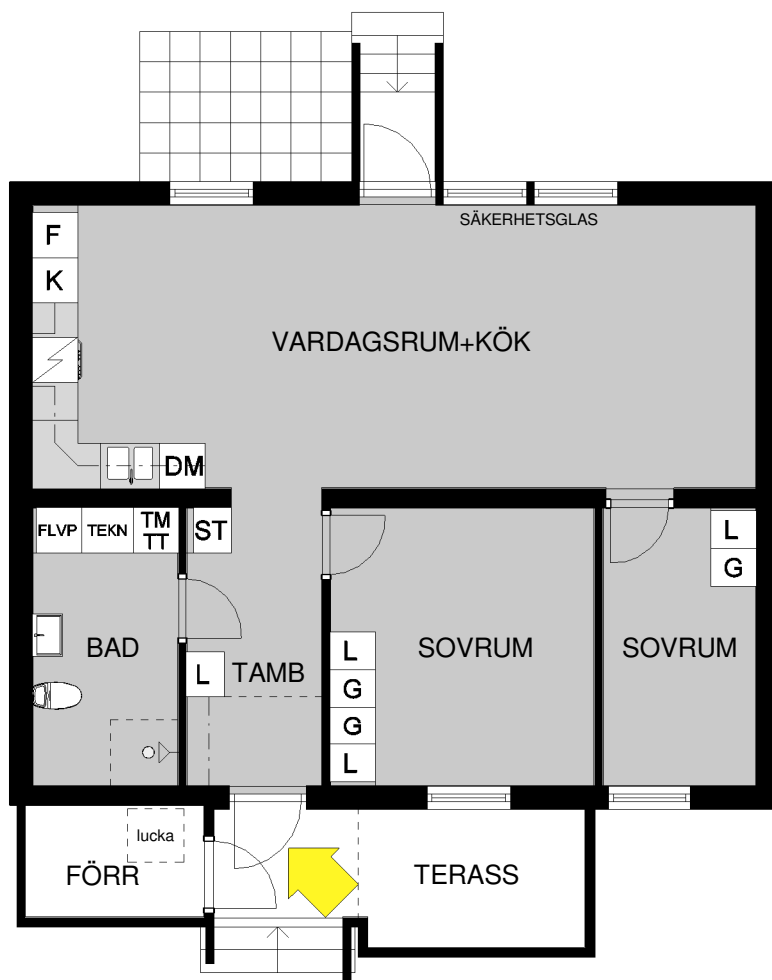 SÄKERHETSGLAS
F
K
VARDAGSRUM+KÖK
DM
FLVP
TEKN
TM
TT
ST
L
G
BAD
L
TAMB
L
G
G
L
SOVRUM
SOVRUM
lucka
FÖRR
TERASS